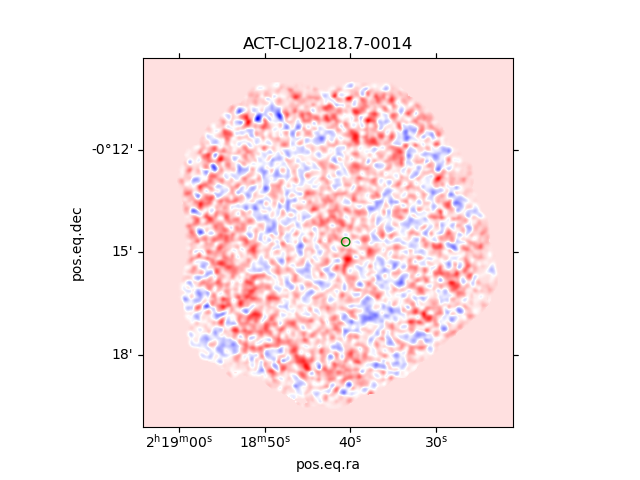 ACT-CLJ0218.7-0014
-0°12'
15'
18'
pos.eq.dec
2ʰ19ᵐ00ˢ 18ᵐ50ˢ 40ˢ 30ˢ
pos.eq.ra